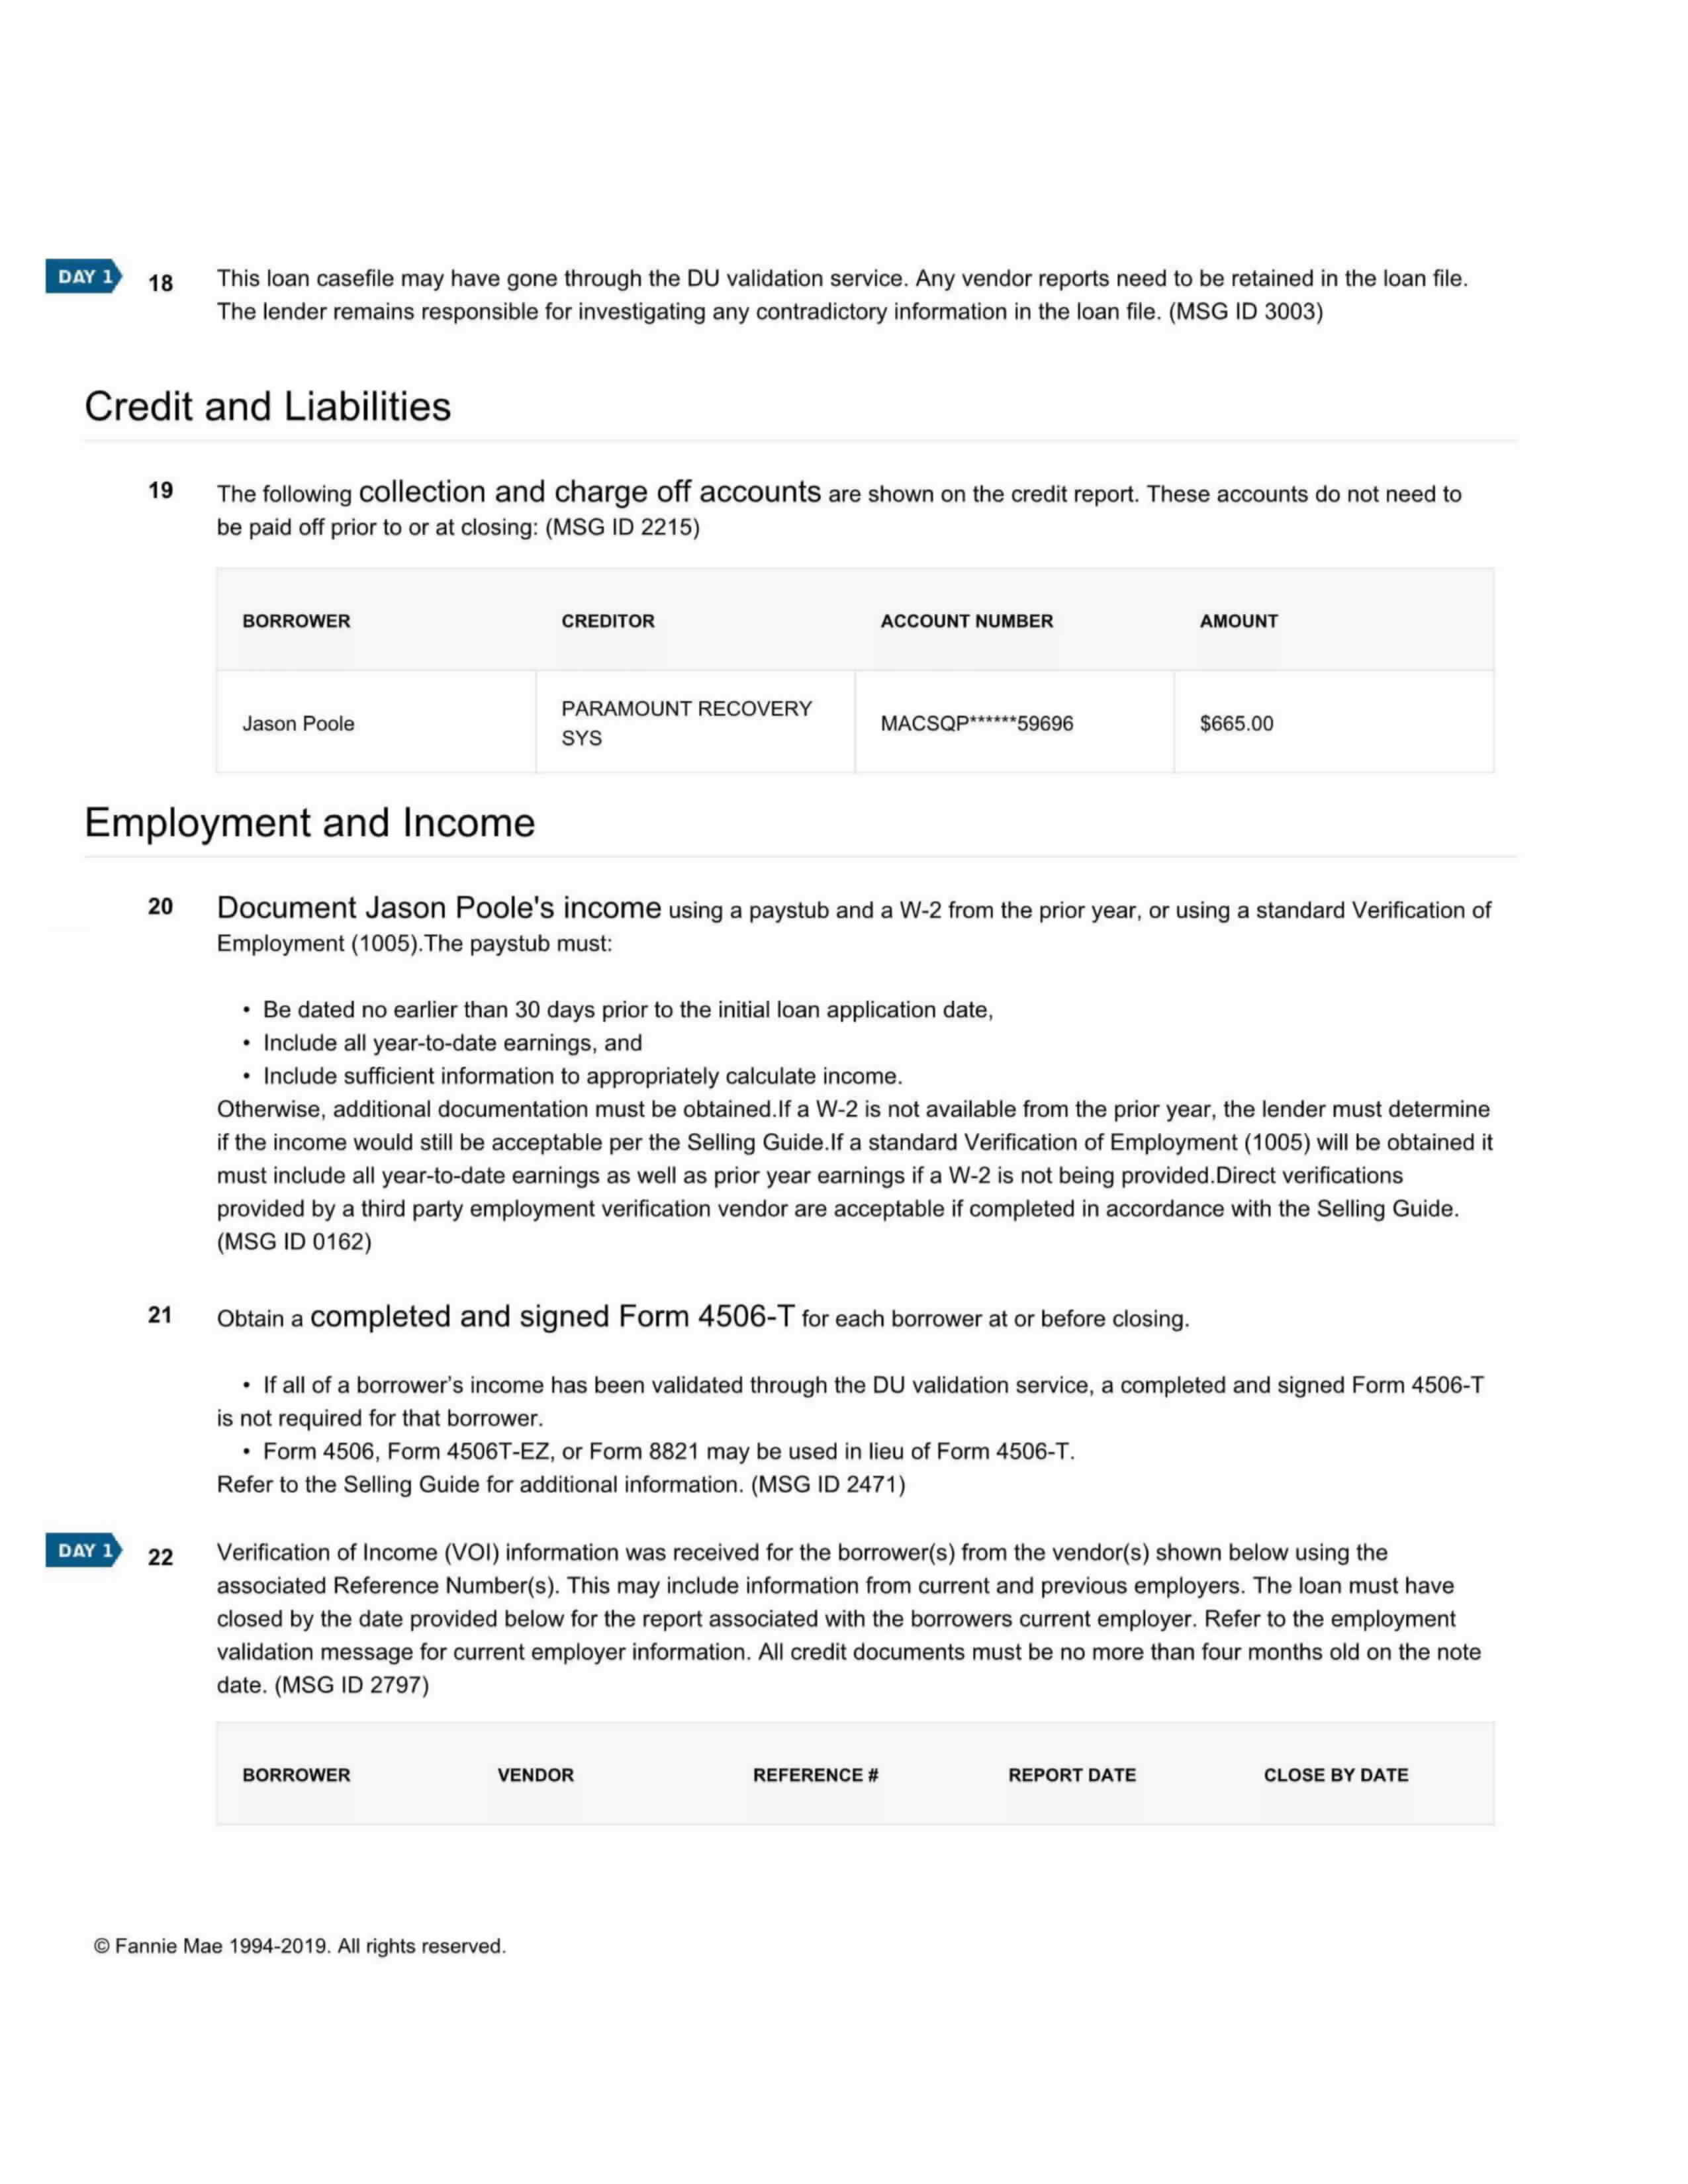 DAY 1 18 This loan casefile may have gone through the DU validation service. Any vendor reports need to be retained in the loan file.
The lender remains responsible for investigating any contradictory information in the loan file. (MSG ID 3003)
Credit and Liabilities
19 The following collection and charge off accounts are shown on the credit report. These accounts do not need to
be paid off prior to or at closing: (MSG ID 2215)
BORROWER CREDITOR ACCOUNT NUMBER AMOUNT
Jason Poole PARAMOUNT RECOVERY SYS MACSQP******59696 $665.00
Employment and Income
20 Document Jason Poole's income using a paystub and a W-2 from the prior year, or using a standard Verification of
Employment (1005).The paystub must:
• Be dated no earlier than 30 days prior to the initial loan application date,
• Include all year-to-date earnings, and
• Include sufficient information to appropriately calculate income.
Otherwise, additional documentation must be obtained.If a W-2 is not available from the prior year, the lender must determine
if the income would still be acceptable per the Selling Guide.If a standard Verification of Employment (1005) will be obtained it
must include all year-to-date earnings as well as prior year earnings if a W-2 is not being provided.Direct verifications
provided by a third party employment verification vendor are acceptable if completed in accordance with the Selling Guide.
(MSG ID 0162)
21 Obtain a completed and signed Form 4506-T for each borrower at or before closing.
• If all of a borrower's income has been validated through the DU validation service, a completed and signed Form 4506-T
is not required for that borrower.
• Form 4506, Form 4506T-EZ, or Form 8821 may be used in lieu of Form 4506-T.
Refer to the Selling Guide for additional information. (MSG ID 2471)
DAY 1 22 Verification of Income (VOI) information was received for the borrower(s) from the vendor(s) shown below using the
associated Reference Number(s). This may include information from current and previous employers. The loan must have
closed by the date provided below for the report associated with the borrowers current employer. Refer to the employment
validation message for current employer information. All credit documents must be no more than four months old on the note
date. (MSG ID 2797)
BORROWER VENDOR REFERENCE # REPORT DATE CLOSE BY DATE
© Fannie Mae 1994-2019. All rights reserved.